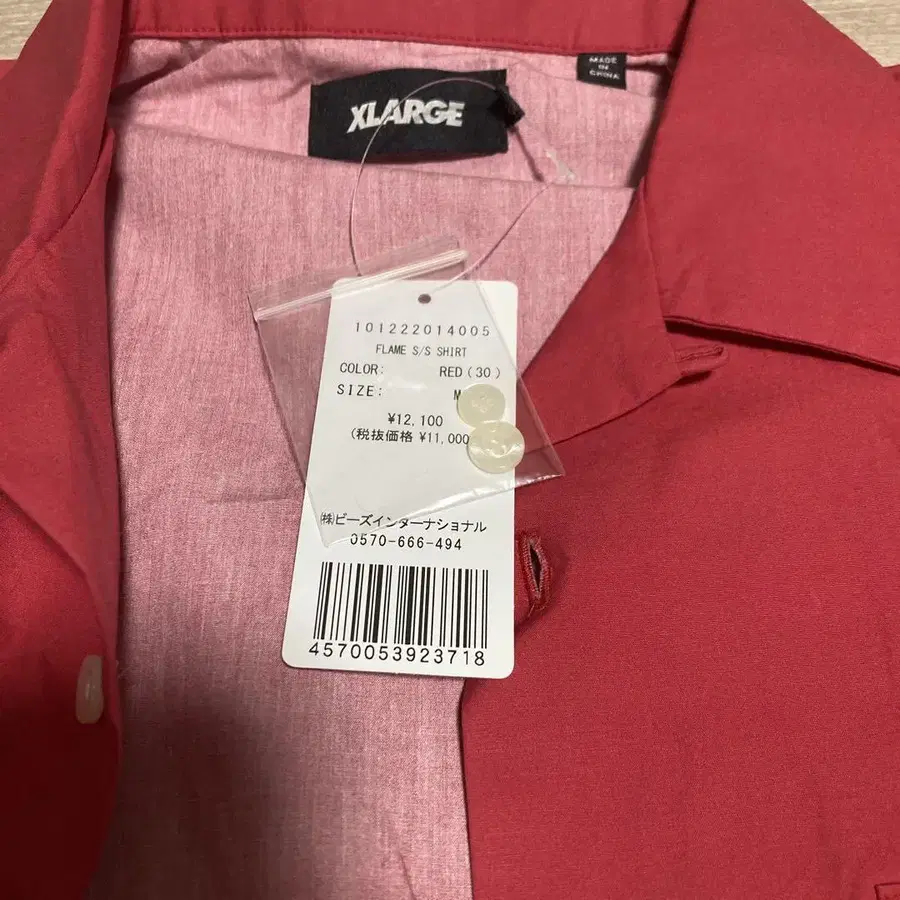 XLARGE
MADE
IN
CHINA
101222014005
FLAME S/S SHIRT
COLOR: RED(30)
SIZE: M
¥12,100
(税抜価格 ¥11,000
㈱ビーズインターナショナル
0570-666-494
4570053923718